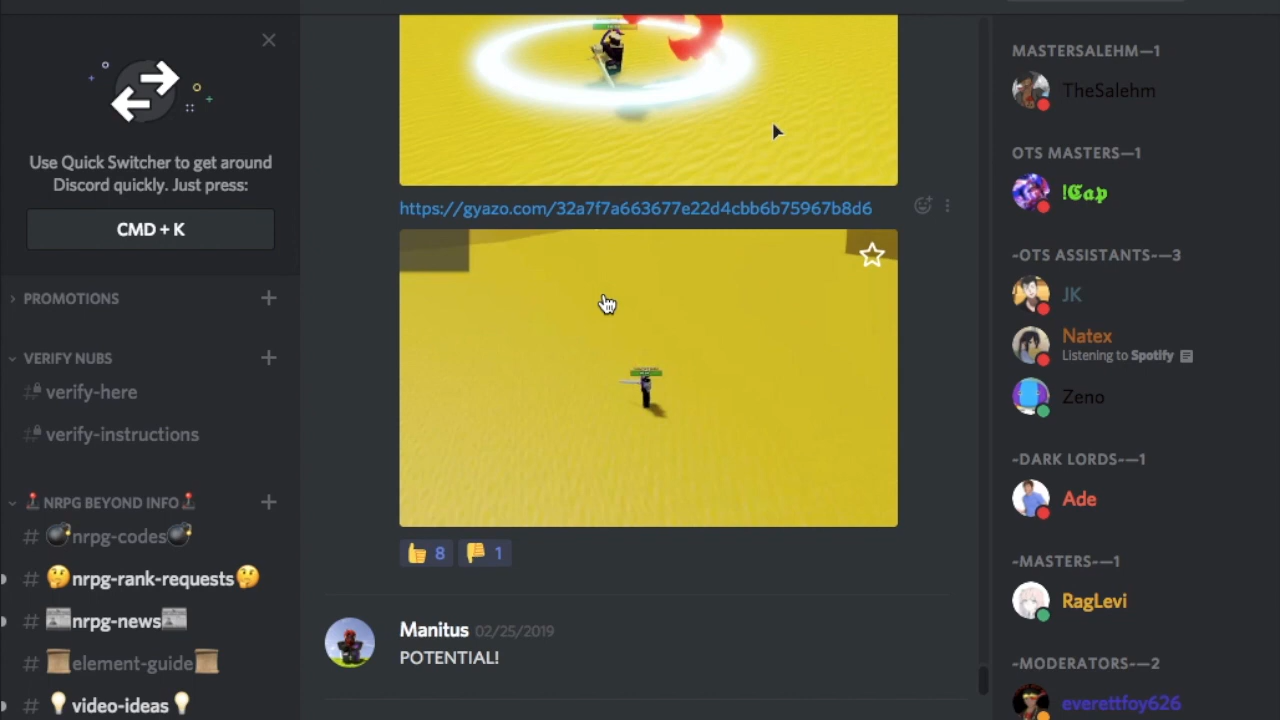 Use Quick Switcher to get around
Discord quickly. Just press:
CMD + K
PROMOTIONS
VERIFY NUBS
# verify-here
# verify-instructions
🕹️NRPG BEYOND INFO🕹️
# 💣nrpg-codes💣
# 🤔nrpg-rank-requests🤔
# 📰nrpg-news📰
# 📜element-guide📜
# 💡video-ideas💡
https://gyazo.com/32a7f7a663677e22d4cbb6b75967b8d6
👍 8 👎 1
Manitus 02/25/2019
POTENTIAL!
MASTERSALEHM—1
TheSalehm
OTS MASTERS—1
!Cap
-OTS ASSISTANTS-—3
JK
Natex
Listening to Spotify
Zeno
-DARK LORDS-—1
Ade
-MASTERS-—1
RagLevi
-MODERATORS-—2
everettfoy626